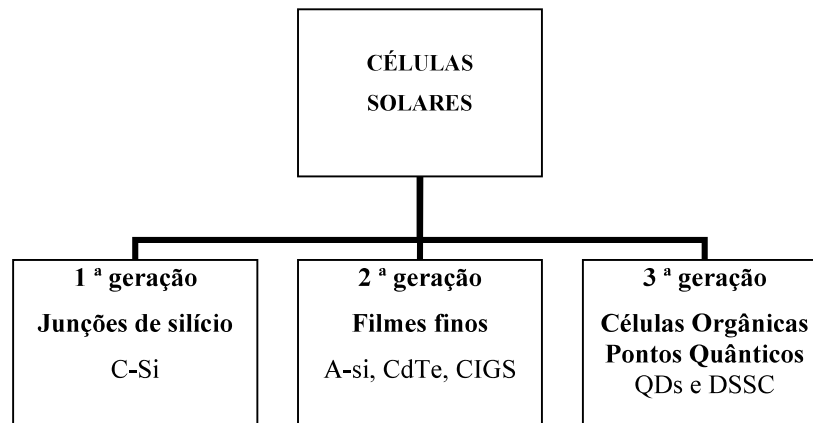 CÉLULAS
SOLARES
1 ª geração
Junções de silício
C-Si
2 ª geração
Filmes finos
A-si, CdTe, CIGS
3 ª geração
Células Orgânicas
Pontos Quânticos
QDs e DSSC